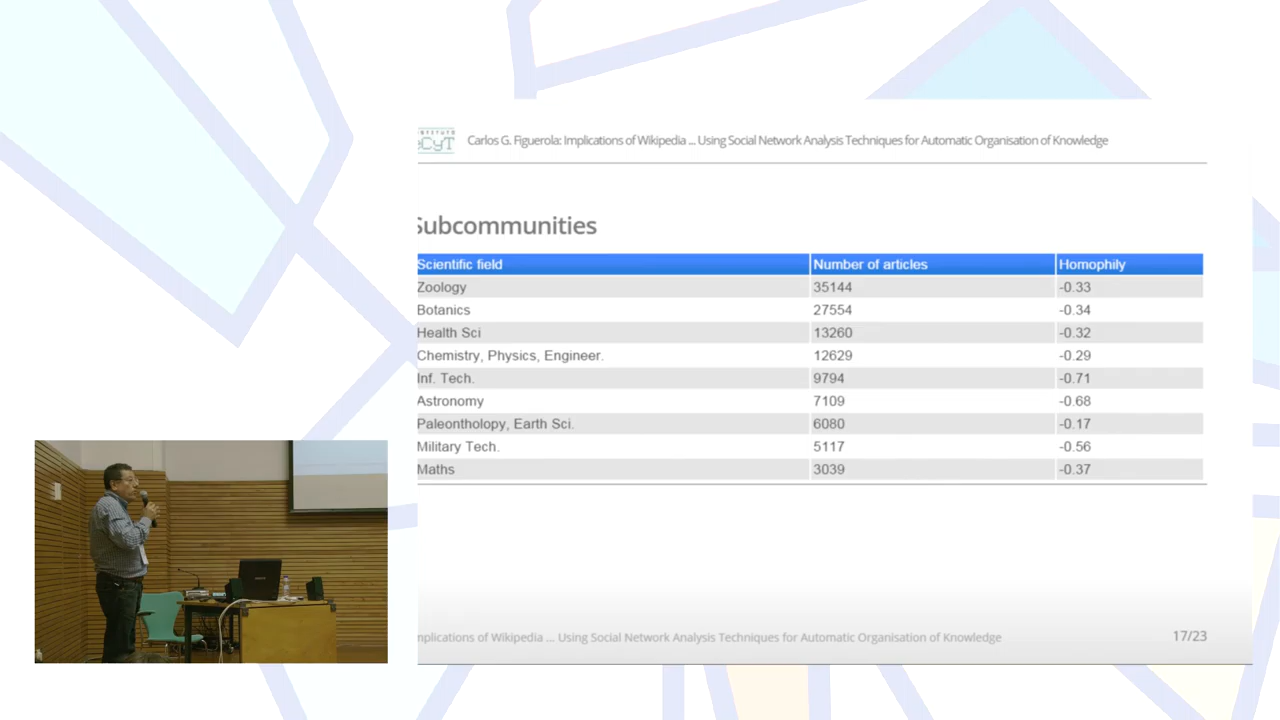 Carlos G. Figuerola: Implications of Wikipedia ... Using Social Network Analysis Techniques for Automatic Organisation of Knowledge
Subcommunities
Scientific field Number of articles Homophily
Zoology 35144 -0.33
Botanics 27554 -0.34
Health Sci 13260 -0.32
Chemistry, Physics, Engineer. 12629 -0.29
Inf. Tech. 9794 -0.71
Astronomy 7109 -0.68
Paleontholopy, Earth Sci. 6080 -0.17
Military Tech. 5117 -0.56
Maths 3039 -0.37
mplications of Wikipedia ... Using Social Network Analysis Techniques for Automatic Organisation of Knowledge 17/23